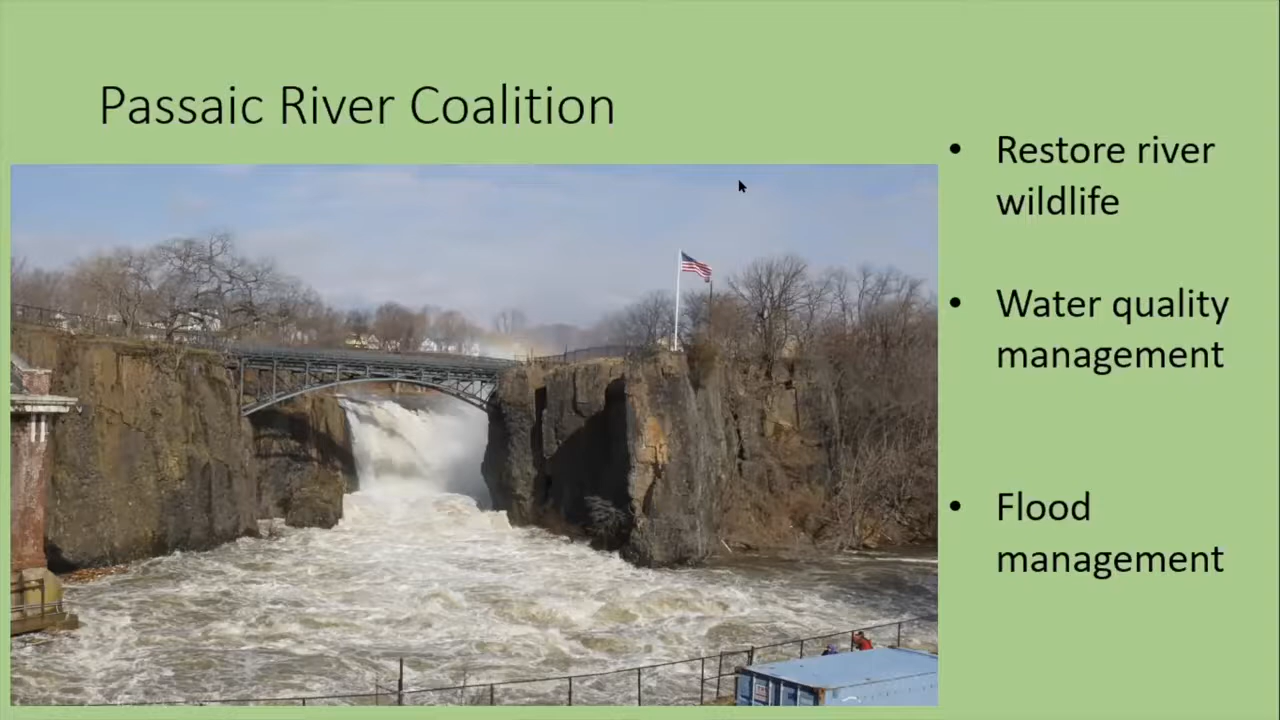 Passaic River Coalition
• Restore river
wildlife
• Water quality
management
• Flood
management